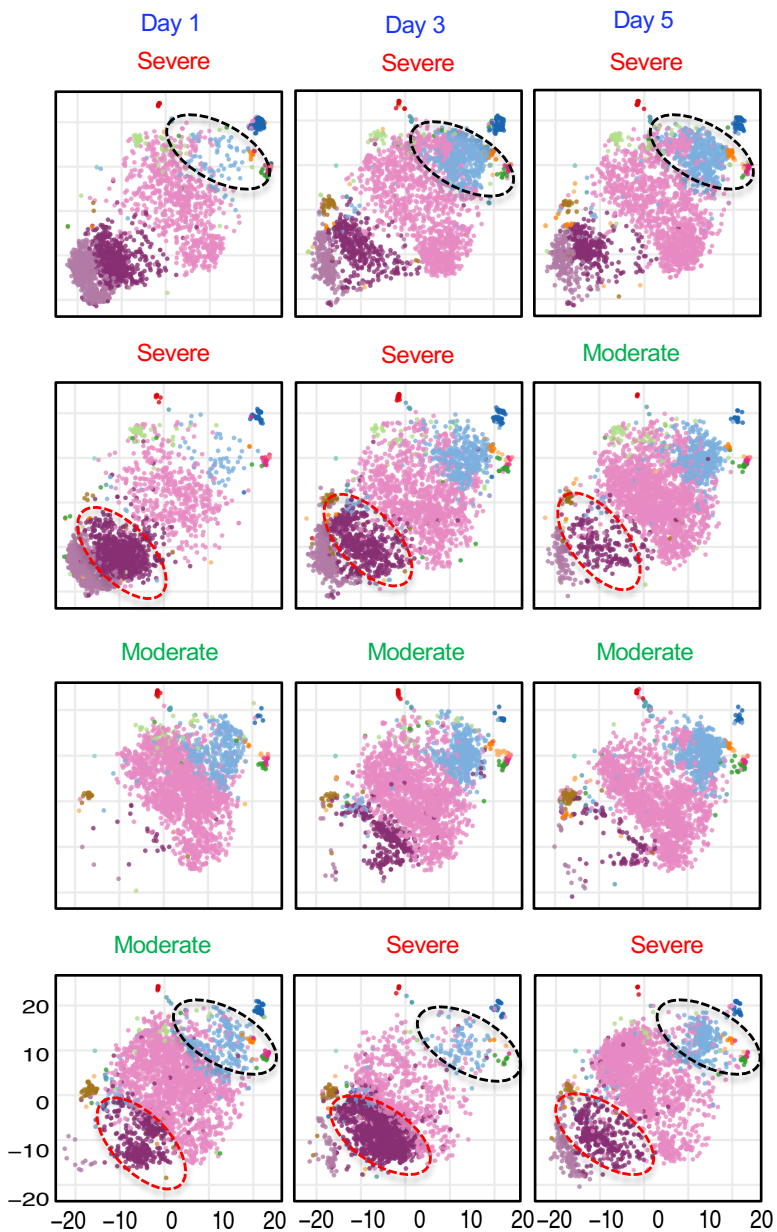 Day 1 Day 3 Day 5
Severe Severe Severe
Severe Severe Moderate
Moderate Moderate Moderate
Moderate Severe Severe
20
10
0
−10
−20
−20 −10 0 10 20 −20 −10 0 10 20 −20 −10 0 10 20